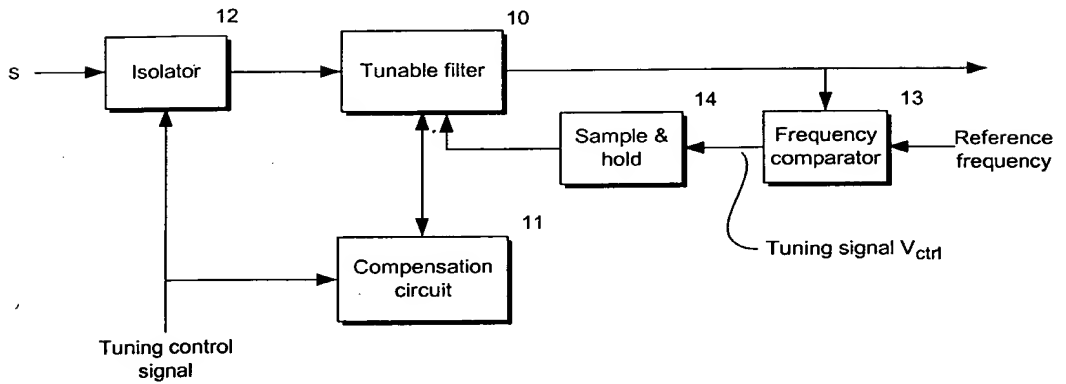 12
10
S
Isolator
Tunable filter
14
13
Sample &
hold
Frequency
comparator
Reference
frequency
11
Tuning signal Vctrl
Compensation
circuit
Tuning control
signal